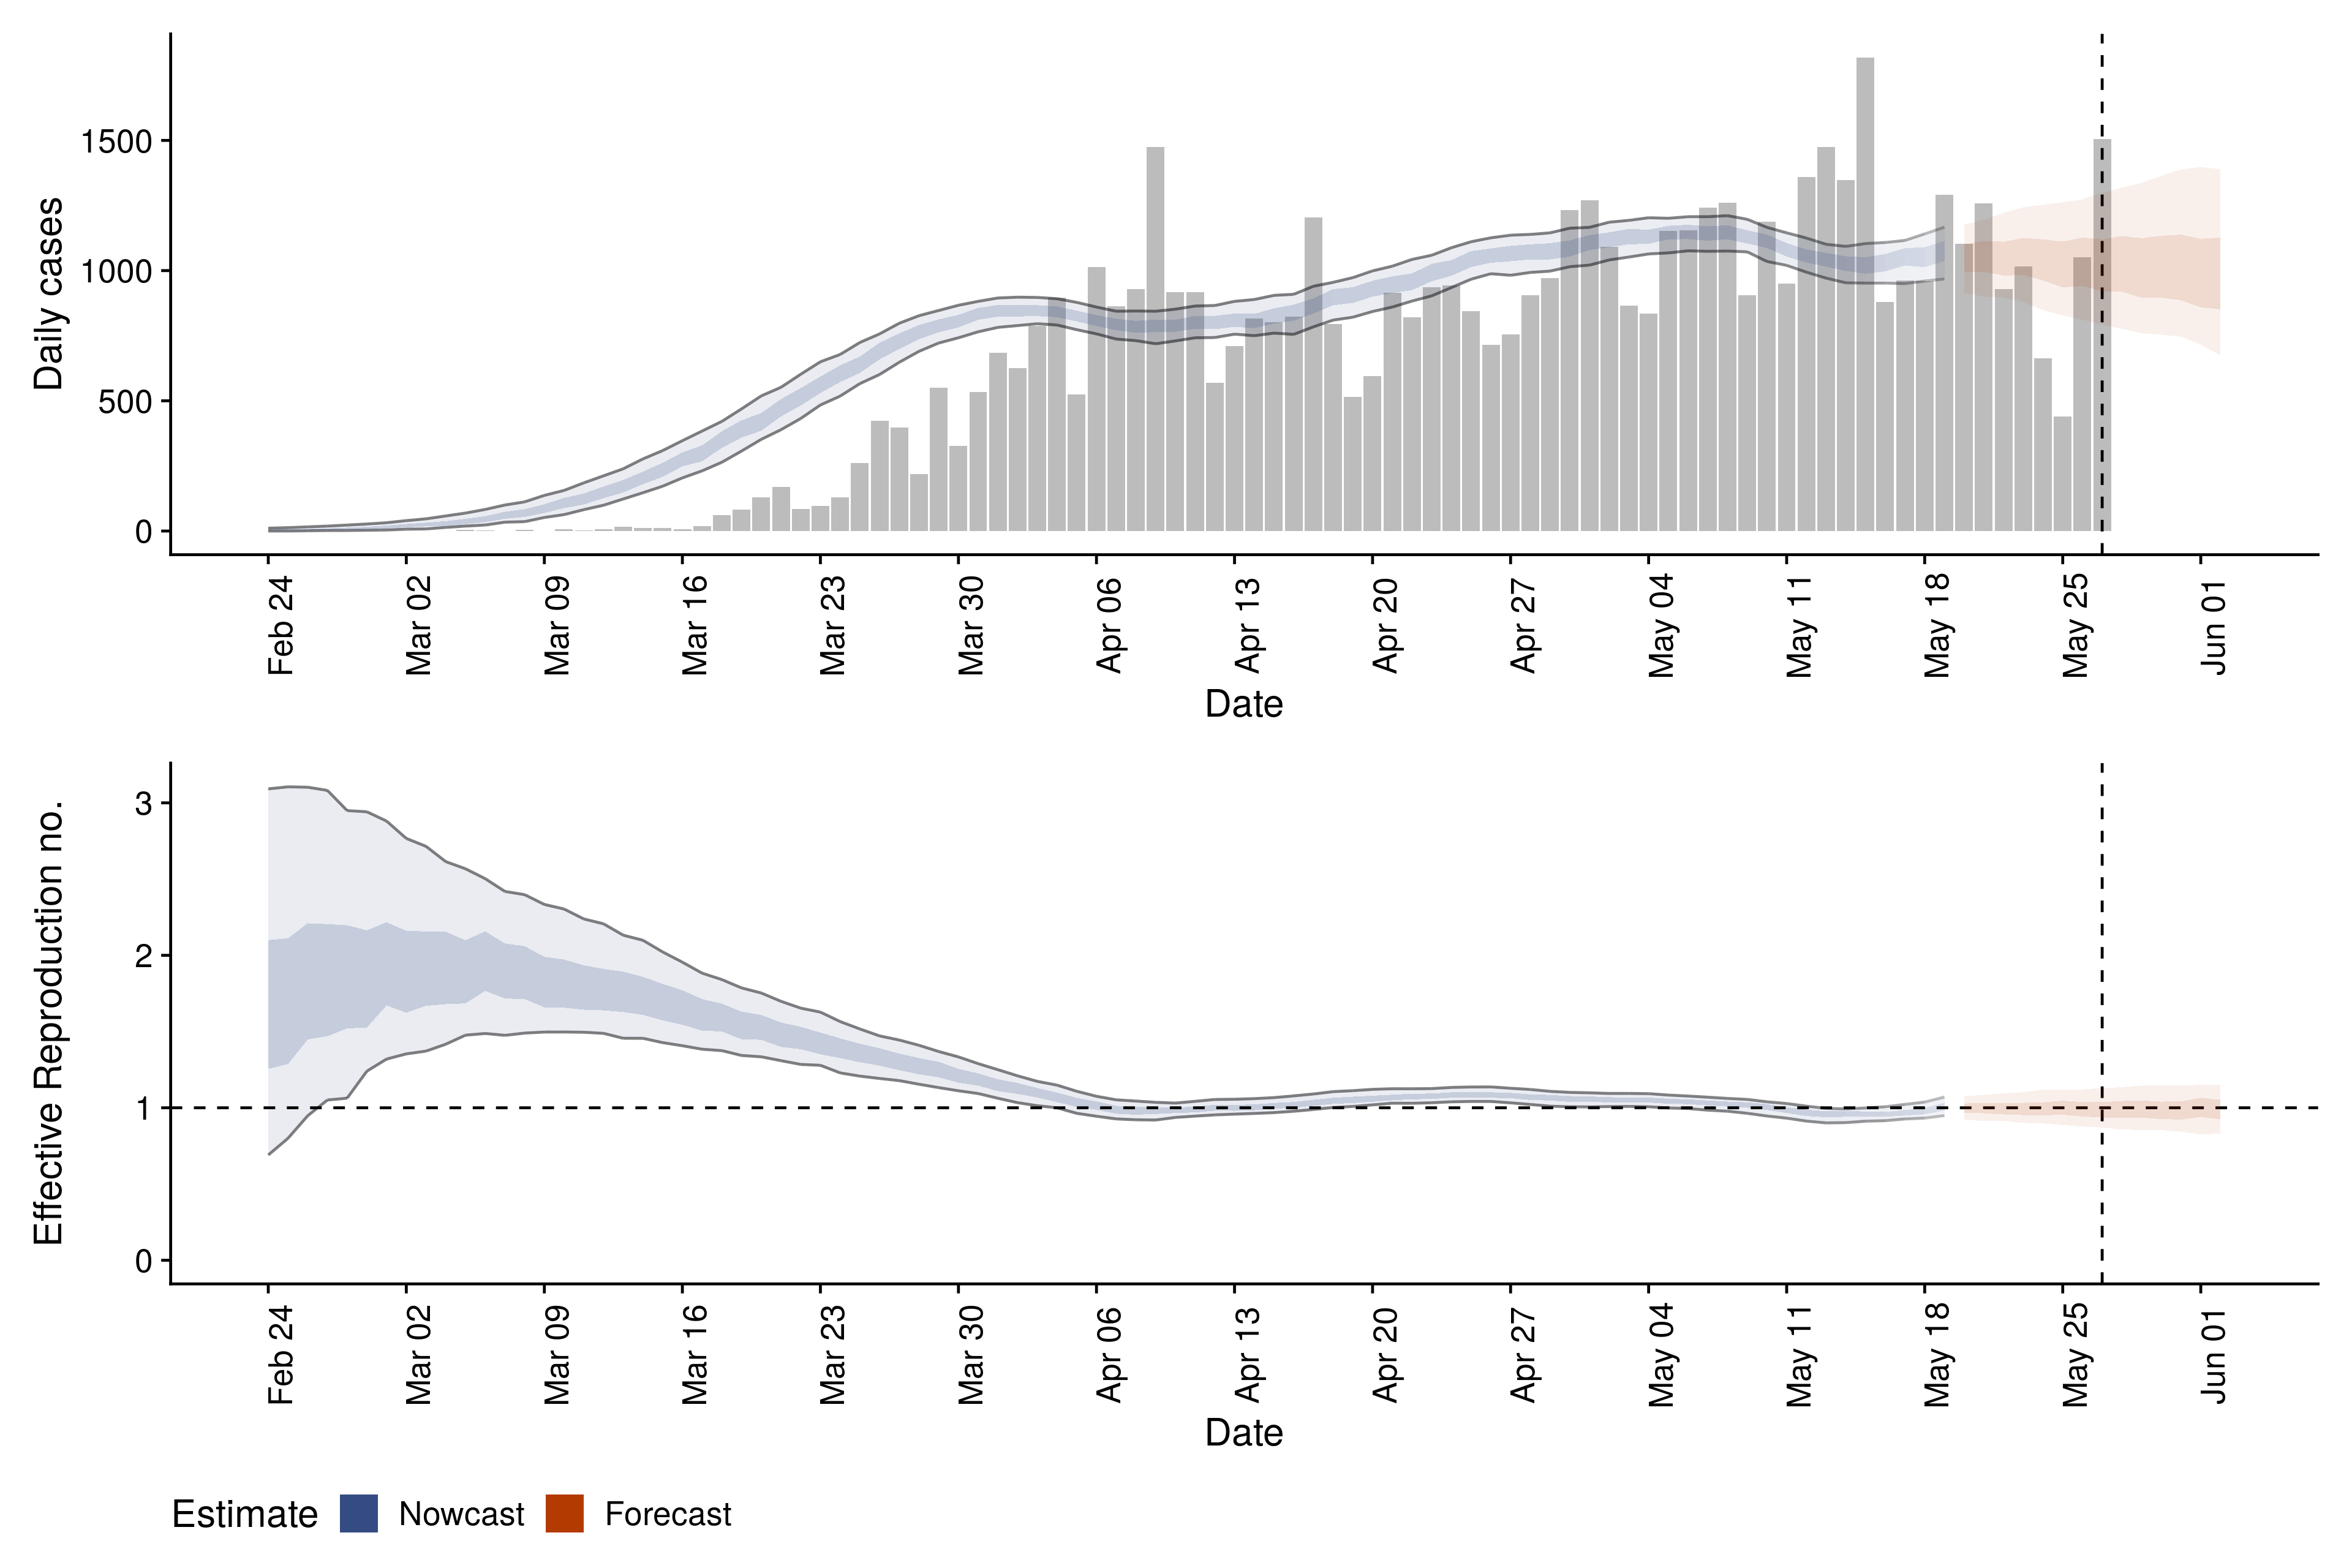 Daily cases
1500
1000
500
0
Feb 24
Mar 02
Mar 09
Mar 16
Mar 23
Mar 30
Apr 06
Apr 13
Apr 20
Apr 27
May 04
May 11
May 18
May 25
Jun 01
Date
Effective Reproduction no.
3
2
1
0
Feb 24
Mar 02
Mar 09
Mar 16
Mar 23
Mar 30
Apr 06
Apr 13
Apr 20
Apr 27
May 04
May 11
May 18
May 25
Jun 01
Date
Estimate Nowcast Forecast